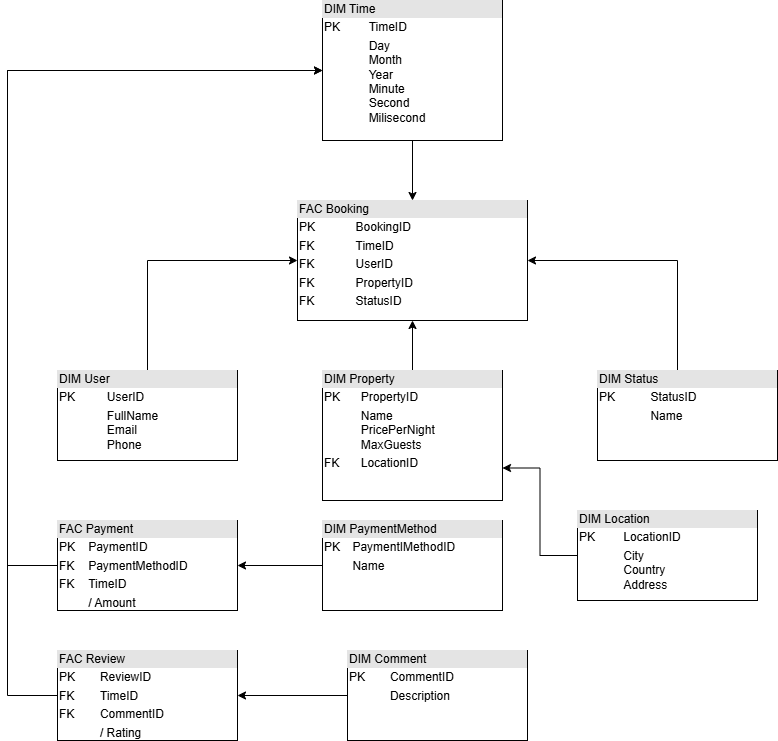 DIM Time
PK TimeID
Day
Month
Year
Minute
Second
Milisecond
FAC Booking
PK BookingID
FK TimeID
FK UserID
FK PropertyID
FK StatusID
DIM User
PK UserID
FullName
Email
Phone
DIM Property
PK PropertyID
Name
PricePerNight
MaxGuests
FK LocationID
DIM Status
PK StatusID
Name
FAC Payment
PK PaymentID
FK PaymentMethodID
FK TimeID
/ Amount
DIM PaymentMethod
PK PaymentlMethodID
Name
DIM Location
PK LocationID
City
Country
Address
FAC Review
PK ReviewID
FK TimeID
FK CommentID
/ Rating
DIM Comment
PK CommentID
Description